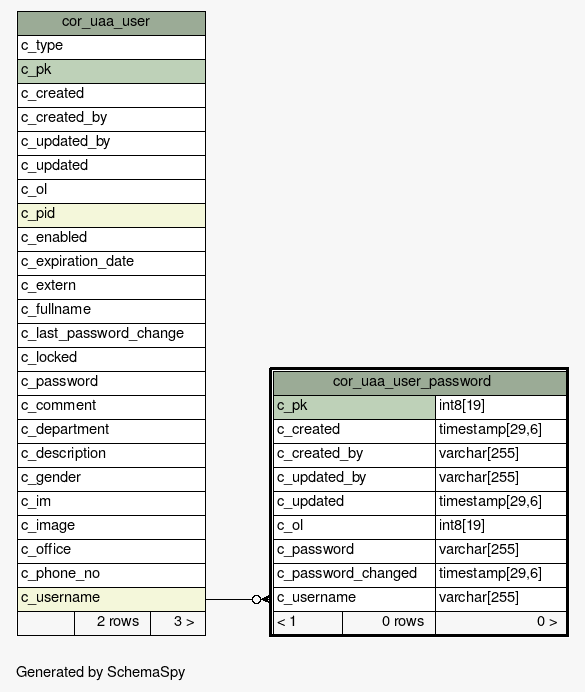 cor_uaa_user
c_type
c_pk
c_created
c_created_by
c_updated_by
c_updated
c_ol
c_pid
c_enabled
c_expiration_date
c_extern
c_fullname
c_last_password_change
c_locked
c_password
c_comment
c_department
c_description
c_gender
c_im
c_image
c_office
c_phone_no
c_username
2 rows 3 >
cor_uaa_user_password
c_pk int8[19]
c_created timestamp[29,6]
c_created_by varchar[255]
c_updated_by varchar[255]
c_updated timestamp[29,6]
c_ol int8[19]
c_password varchar[255]
c_password_changed timestamp[29,6]
c_username varchar[255]
< 1 0 rows 0 >
Generated by SchemaSpy